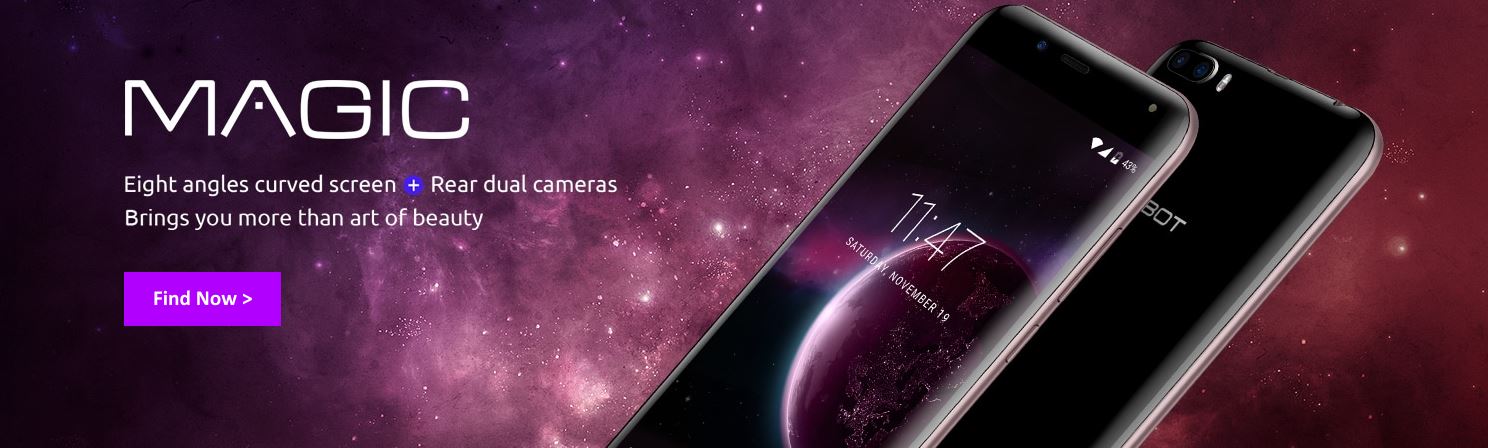 MAGIC
Eight angles curved screen + Rear dual cameras
Brings you more than art of beauty
Find Now >
43%
11:47
SATURDAY, NOVEMBER 19
BOT